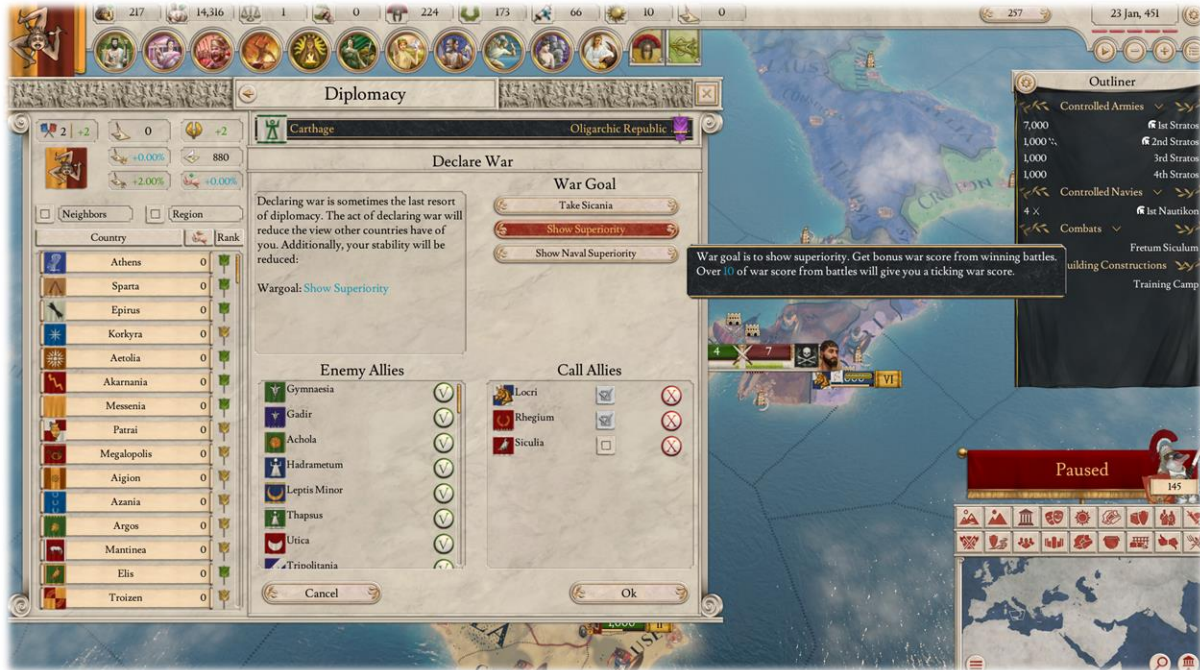 217
14,316
1
0
224
173
66
10
0
257
23 Jan, 451
Diplomacy
2 | +2
0
+2
+0.00%
880
+2.00%
+0.00%
Neighbors
Region
Country
Rank
Athens 0
Sparta 0
Epirus 0
Korkyra 0
Aetolia 0
Akarnania 0
Messenia 0
Patrai 0
Megalopolis 0
Aigion 0
Azania 0
Argos 0
Mantinea 0
Elis 0
Troizen 0
Carthage
Oligarchic Republic
Declare War
Declaring war is sometimes the last resort
of diplomacy. The act of declaring war will
reduce the view other countries have of
you. Additionally, your stability will be
reduced:
Wargoal: Show Superiority
War Goal
Take Sicania
Show Superiority
Show Naval Superiority
War goal is to show superiority. Get bonus war score from winning battles.
Over 10 of war score from battles will give you a ticking war score.
Enemy Allies
Gymnaesia
Gadir
Achola
Hadrametum
Leptis Minor
Thapsus
Utica
Tripolitania
Call Allies
Locri
Rhegium
Siculia
Cancel
Ok
LAUS
4
7
VI
II
Outliner
Controlled Armies
7,000 1st Stratos
1,000 2nd Stratos
1,000 3rd Stratos
1,000 4th Stratos
Controlled Navies
4 1st Nautikon
Combats
Fretum Siculum
uilding Constructions
Training Camp
Paused
145